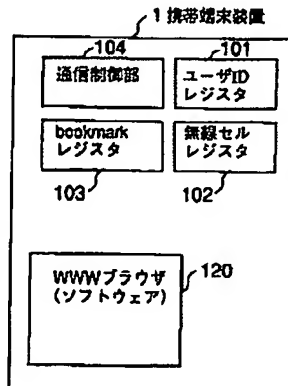 1 携帯端末装置
104
101
通信制御部
ユーザID
レジスタ
bookmark
レジスタ
無線セル
レジスタ
103
102
WWWブラウザ
(ソフトウェア)
120